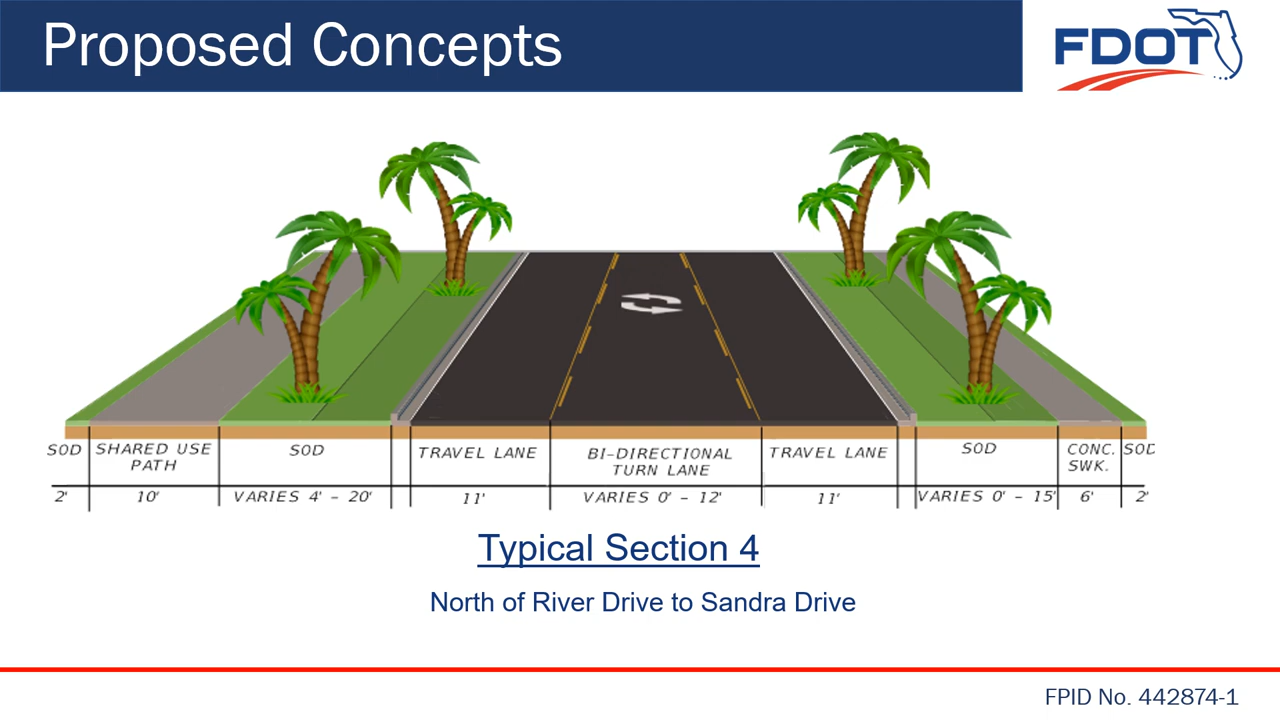 Proposed Concepts
FDOT
SOD
SHARED USE
PATH
SOD
TRAVEL LANE
BI-DIRECTIONAL
TURN LANE
TRAVEL LANE
SOD
CONC.
SWK.
SOD
2'
10'
VARIES 4' - 20'
11'
VARIES 0' - 12'
11'
VARIES 0' - 15'
6'
2'
Typical Section 4
North of River Drive to Sandra Drive
FPID No. 442874-1